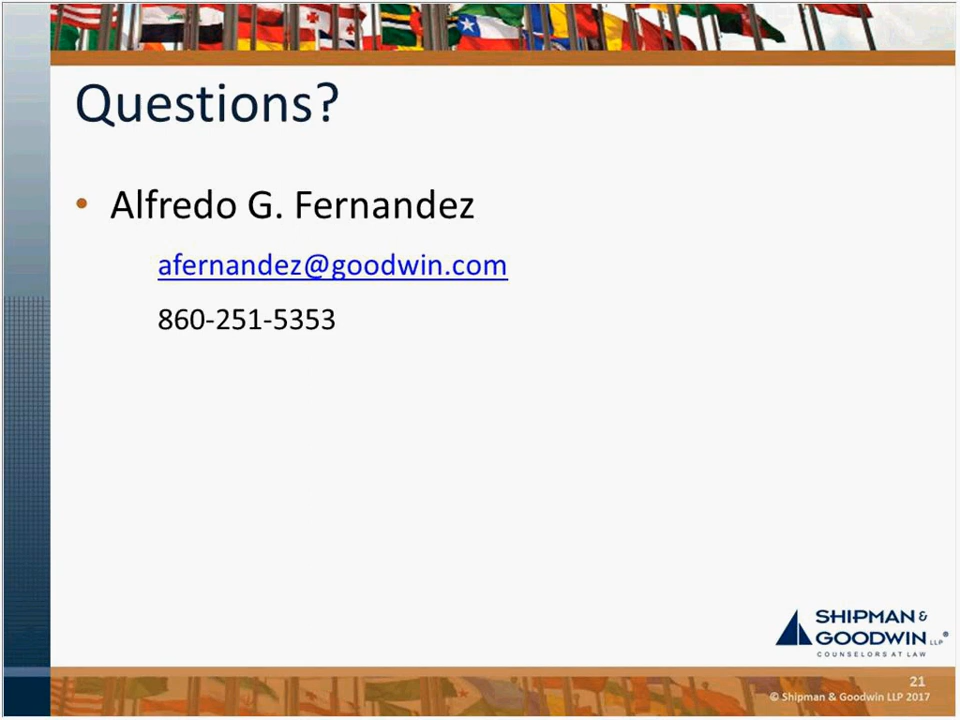 Questions?
• Alfredo G. Fernandez
afernandez@goodwin.com
860-251-5353
SHIPMAN &
GOODWIN LLP®
COUNSELORS AT LAW
21
© Shipman & Goodwin LLP 2017